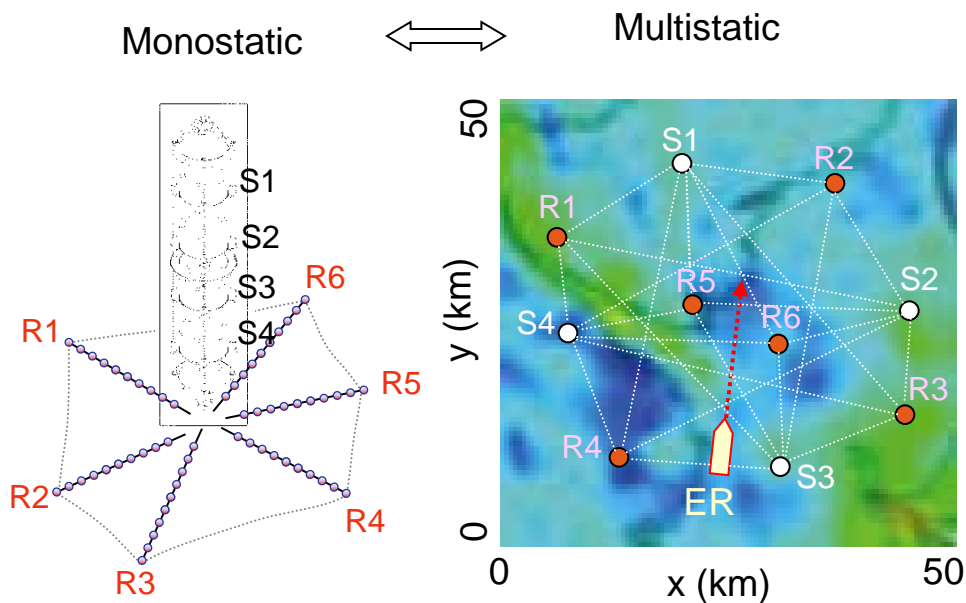 Monostatic
Multistatic
S1
S2
S3
S4
R6
R1
R5
R2
R4
R3
50
y (km)
0
S1
R2
R1
R5
S2
S4
R6
R3
R4
S3
ER
0
x (km)
50